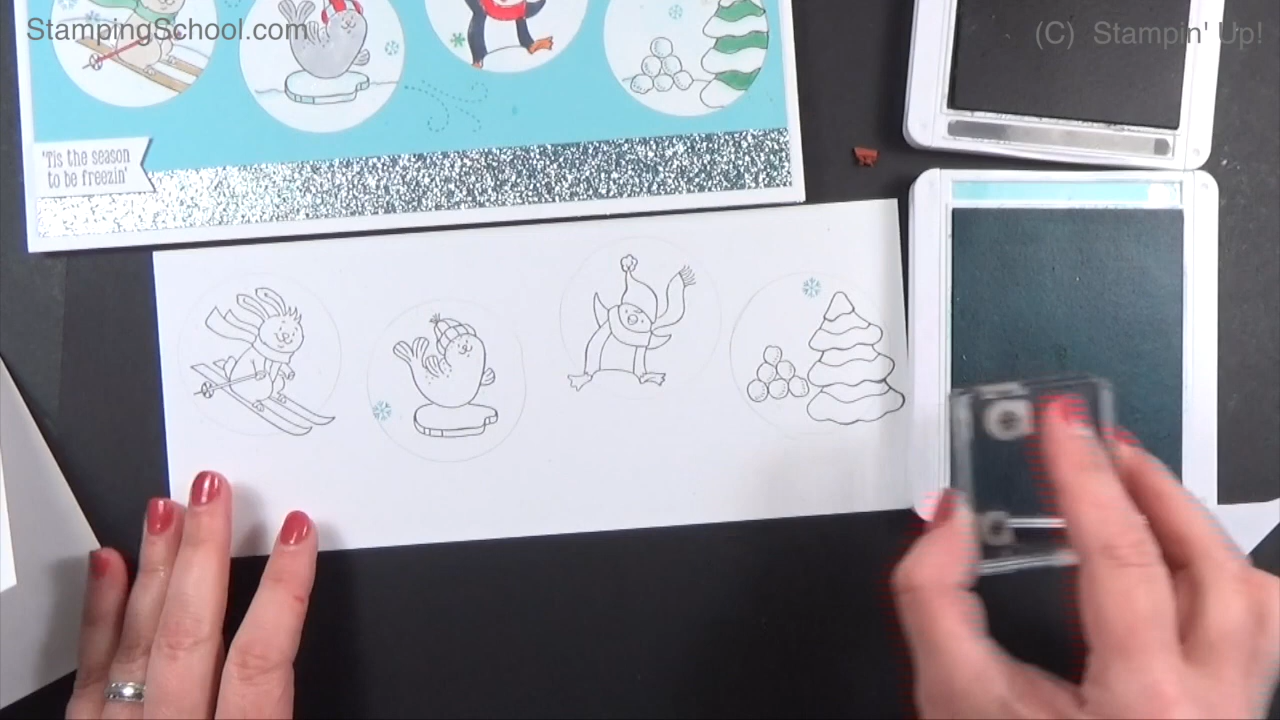 StampingSchool.com
(C) Stampin' Up!
'Tis the season
to be freezin'